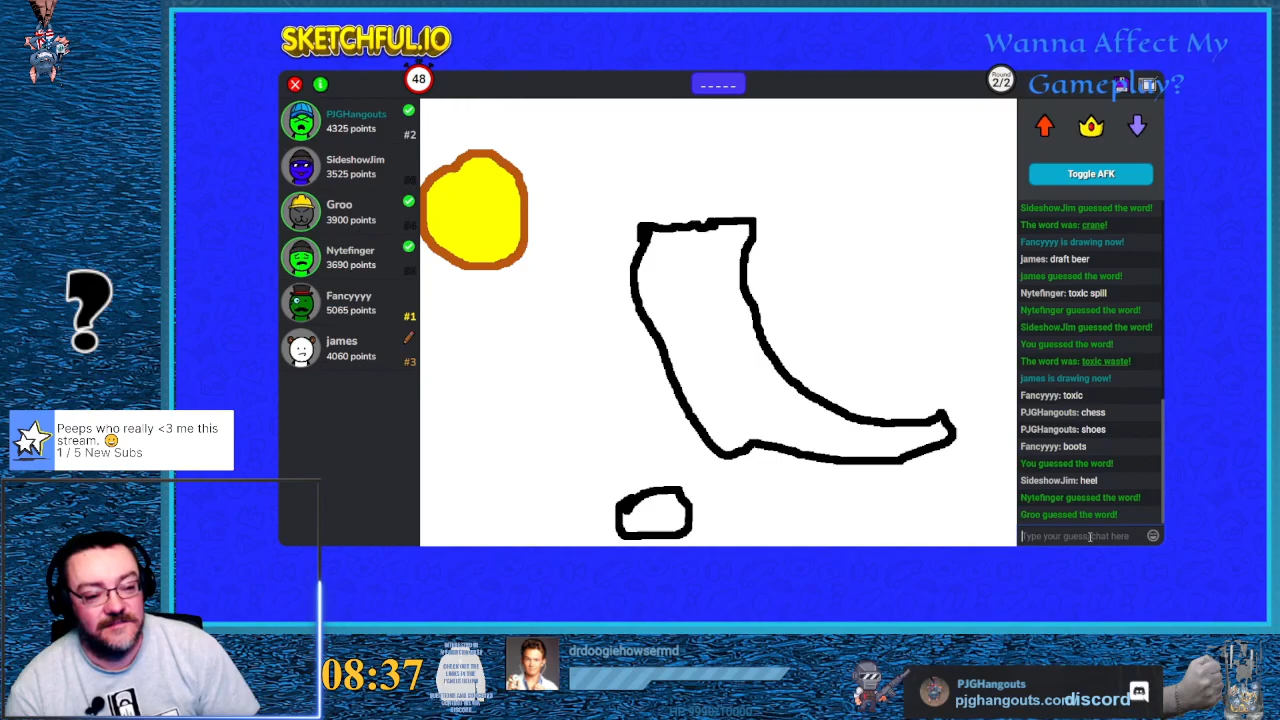 SKETCHFUL.IO
Wanna Affect My
Gameplay?
48
_ _ _ _ _
Round
2/2
PJGHangouts
4325 points
#2
SideshowJim
3525 points
Groo
3900 points
Nytefinger
3690 points
Fancyyyy
5065 points
#1
james
4060 points
#3
Toggle AFK
SideshowJim guessed the word!
The word was: crane!
Fancyyyy is drawing now!
james: draft beer
james guessed the word!
Nytefinger: toxic spill
Nytefinger guessed the word!
SideshowJim guessed the word!
You guessed the word!
The word was: toxic waste!
james is drawing now!
Fancyyyy: toxic
PJGHangouts: chess
PJGHangouts: shoes
Fancyyyy: boots
You guessed the word!
SideshowJim: heel
Nytefinger guessed the word!
Groo guessed the word!
Type your guess/chat here
?
Peeps who really <3 me this
stream.
1 / 5 New Subs
08:37
drdoogiehowsermd
PJGHangouts
pjghangouts.com/discord